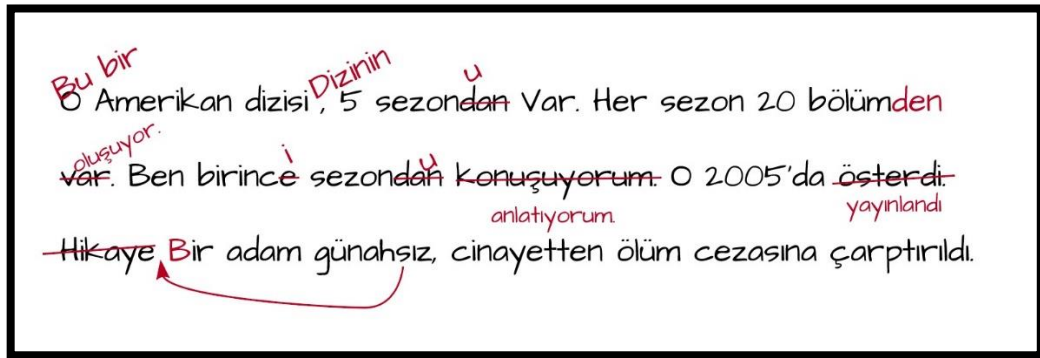 Bu bir Dizinin u
O Amerikan dizisi, 5 sezondan Var. Her sezon 20 bölümden
oluşuyor. i u
var. Ben birince sezondan konuşuyorum. O 2005'da österdi.
anlatıyorum. yayınlandı
Hikaye Bir adam günahsız, cinayetten ölüm cezasına çarptırıldı.